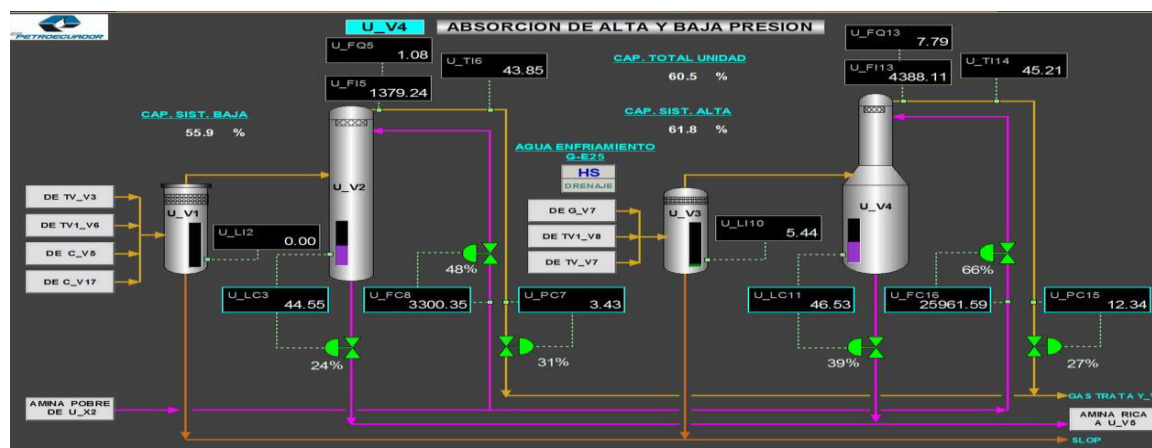 PETROECUADOR
U_V4
ABSORCION DE ALTA Y BAJA PRESION
U_FQ5
1.08
U_TI6
43.85
U_FI5
1379.24
CAP. TOTAL UNIDAD
60.5 %
U_FQ13
7.79
U_FI13
4388.11
U_TI14
45.21
CAP. SIST. BAJA
55.9 %
CAP. SIST. ALTA
61.8 %
AGUA ENFRIAMIENTO
G-E25
HS
DRENAJE
DE TV_V3
DE TV1_V6
DE C_V5
DE C_V17
U_V1
U_V2
U_LI2
0.00
DE G_V7
DE TV1_V8
DE TV_V7
U_V3
U_V4
U_LI10
5.44
48%
66%
U_LC3
44.55
U_FC8
3300.35
U_PC7
3.43
U_LC11
46.53
U_FC16
25961.59
U_PC15
12.34
24%
31%
39%
27%
AMINA POBRE
DE U_X2
GAS TRATA Y_V
AMINA RICA
A U_V5
SLOP